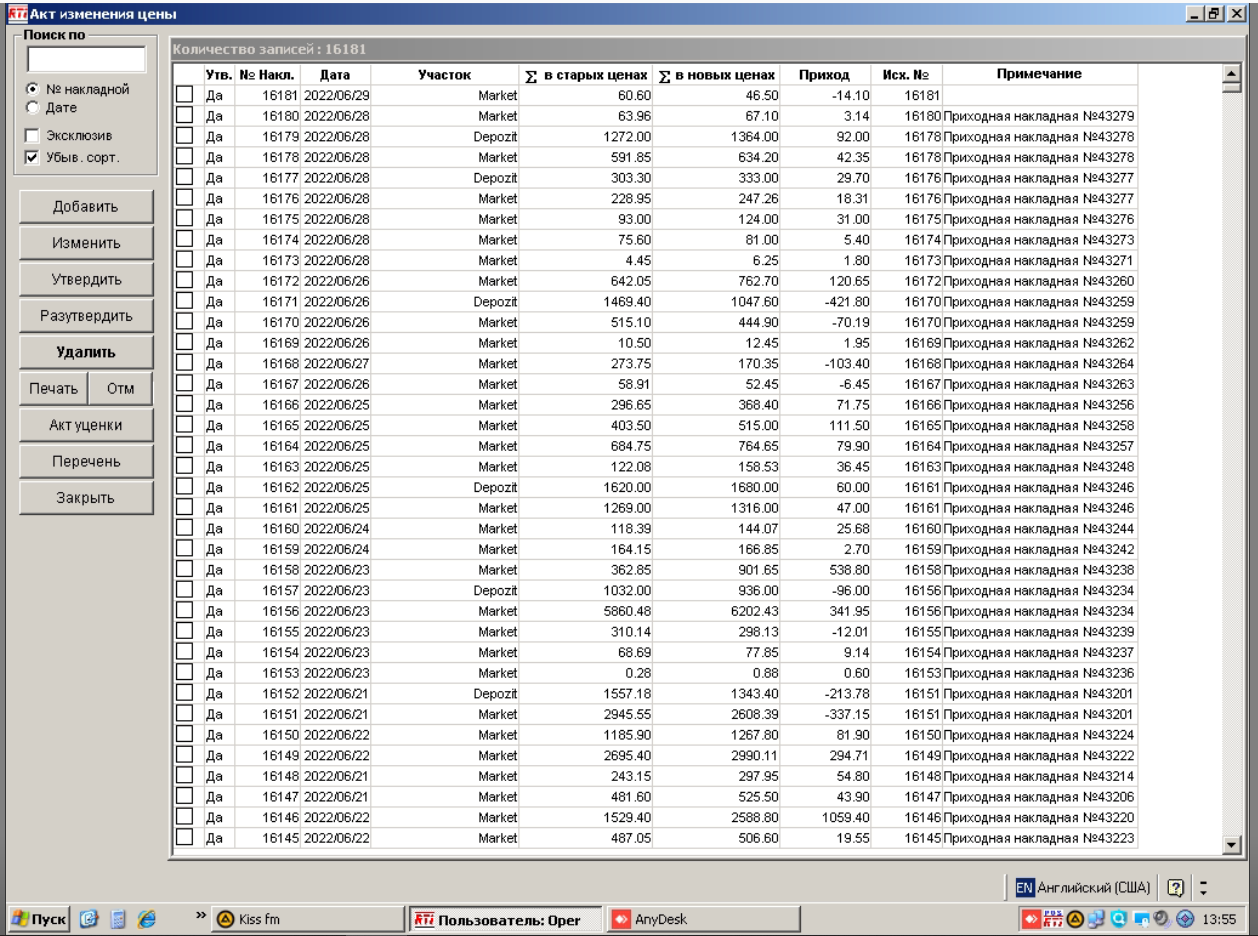 RTi Акт изменения цены
Поиск по
№ накладной
Дате
Эксклюзив
Убыв. сорт.
Добавить
Изменить
Утвердить
Разутвердить
Удалить
Печать Отм
Акт уценки
Перечень
Закрыть
Количество записей : 16181
Утв. № Накл. Дата Участок Σ в старых ценах Σ в новых ценах Приход Исх. № Примечание
Да 16181 2022/06/29 Market 60.60 46.50 -14.10 16181
Да 16180 2022/06/28 Market 63.96 67.10 3.14 16180 Приходная накладная №43279
Да 16179 2022/06/28 Depozit 1272.00 1364.00 92.00 16178 Приходная накладная №43278
Да 16178 2022/06/28 Market 591.85 634.20 42.35 16178 Приходная накладная №43278
Да 16177 2022/06/28 Depozit 303.30 333.00 29.70 16176 Приходная накладная №43277
Да 16176 2022/06/28 Market 228.95 247.26 18.31 16176 Приходная накладная №43277
Да 16175 2022/06/28 Market 93.00 124.00 31.00 16175 Приходная накладная №43276
Да 16174 2022/06/28 Market 75.60 81.00 5.40 16174 Приходная накладная №43273
Да 16173 2022/06/28 Market 4.45 6.25 1.80 16173 Приходная накладная №43271
Да 16172 2022/06/26 Market 642.05 762.70 120.65 16172 Приходная накладная №43260
Да 16171 2022/06/26 Depozit 1469.40 1047.60 -421.80 16170 Приходная накладная №43259
Да 16170 2022/06/26 Market 515.10 444.90 -70.19 16170 Приходная накладная №43259
Да 16169 2022/06/26 Market 10.50 12.45 1.95 16169 Приходная накладная №43262
Да 16168 2022/06/27 Market 273.75 170.35 -103.40 16168 Приходная накладная №43264
Да 16167 2022/06/26 Market 58.91 52.45 -6.45 16167 Приходная накладная №43263
Да 16166 2022/06/25 Market 296.65 368.40 71.75 16166 Приходная накладная №43256
Да 16165 2022/06/25 Market 403.50 515.00 111.50 16165 Приходная накладная №43258
Да 16164 2022/06/25 Market 684.75 764.65 79.90 16164 Приходная накладная №43257
Да 16163 2022/06/25 Market 122.08 158.53 36.45 16163 Приходная накладная №43248
Да 16162 2022/06/25 Depozit 1620.00 1680.00 60.00 16161 Приходная накладная №43246
Да 16161 2022/06/25 Market 1269.00 1316.00 47.00 16161 Приходная накладная №43246
Да 16160 2022/06/24 Market 118.39 144.07 25.68 16160 Приходная накладная №43244
Да 16159 2022/06/24 Market 164.15 166.85 2.70 16159 Приходная накладная №43242
Да 16158 2022/06/23 Market 362.85 901.65 538.80 16158 Приходная накладная №43238
Да 16157 2022/06/23 Depozit 1032.00 936.00 -96.00 16156 Приходная накладная №43234
Да 16156 2022/06/23 Market 5860.48 6202.43 341.95 16156 Приходная накладная №43234
Да 16155 2022/06/23 Market 310.14 298.13 -12.01 16155 Приходная накладная №43239
Да 16154 2022/06/23 Market 68.69 77.85 9.14 16154 Приходная накладная №43237
Да 16153 2022/06/23 Market 0.28 0.88 0.60 16153 Приходная накладная №43236
Да 16152 2022/06/21 Depozit 1557.18 1343.40 -213.78 16151 Приходная накладная №43201
Да 16151 2022/06/21 Market 2945.55 2608.39 -337.15 16151 Приходная накладная №43201
Да 16150 2022/06/22 Market 1185.90 1267.80 81.90 16150 Приходная накладная №43224
Да 16149 2022/06/22 Market 2695.40 2990.11 294.71 16149 Приходная накладная №43222
Да 16148 2022/06/21 Market 243.15 297.95 54.80 16148 Приходная накладная №43214
Да 16147 2022/06/21 Market 481.60 525.50 43.90 16147 Приходная накладная №43206
Да 16146 2022/06/22 Market 1529.40 2588.80 1059.40 16146 Приходная накладная №43220
Да 16145 2022/06/22 Market 487.05 506.60 19.55 16145 Приходная накладная №43223
EN Английский (США)
Пуск » Kiss fm RTi Пользователь: Oper AnyDesk 13:55